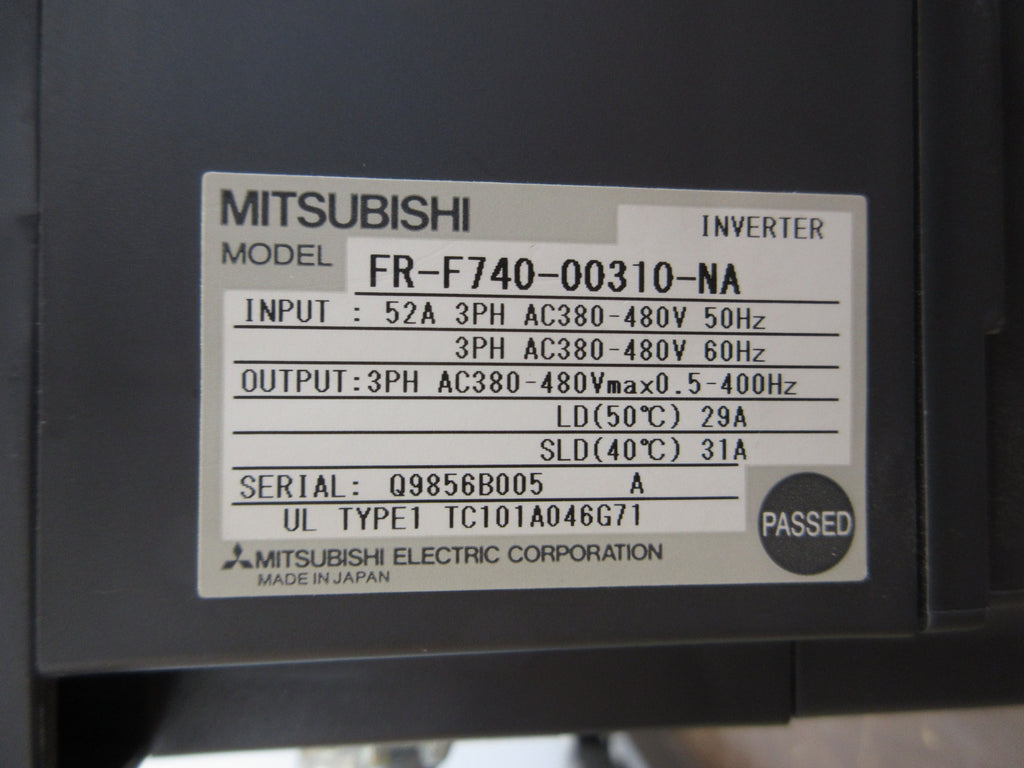 MITSUBISHI
INVERTER
MODEL FR-F740-00310-NA
INPUT : 52A 3PH AC380-480V 50Hz
3PH AC380-480V 60Hz
OUTPUT:3PH AC380-480Vmax0.5-400Hz
LD(50℃) 29A
SLD(40℃) 31A
SERIAL: Q9856B005 A
UL TYPE1 TC101A046G71
PASSED
MITSUBISHI ELECTRIC CORPORATION
MADE IN JAPAN